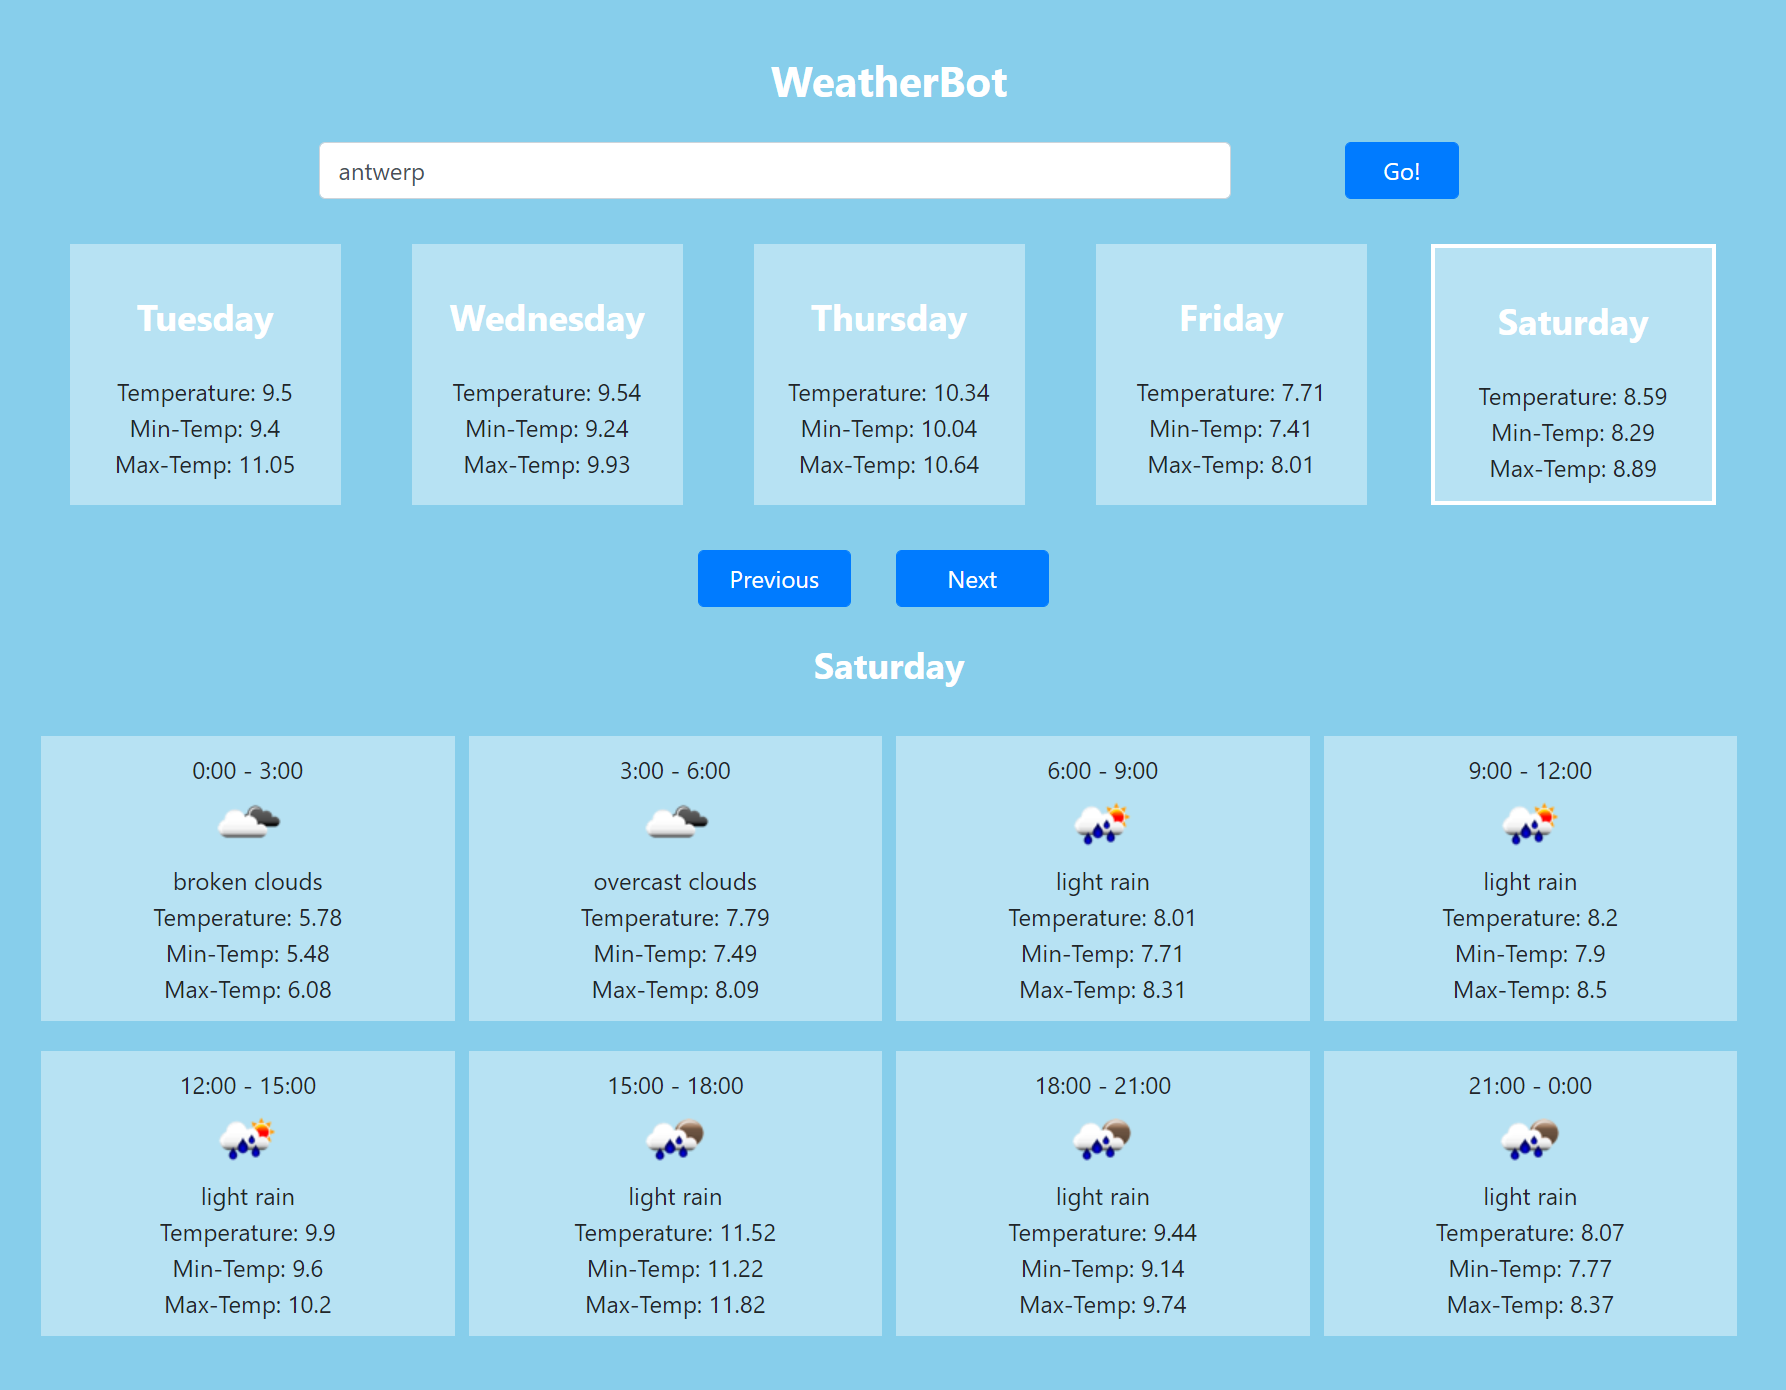 WeatherBot
antwerp
Go!
Tuesday
Temperature: 9.5
Min-Temp: 9.4
Max-Temp: 11.05
Wednesday
Temperature: 9.54
Min-Temp: 9.24
Max-Temp: 9.93
Thursday
Temperature: 10.34
Min-Temp: 10.04
Max-Temp: 10.64
Friday
Temperature: 7.71
Min-Temp: 7.41
Max-Temp: 8.01
Saturday
Temperature: 8.59
Min-Temp: 8.29
Max-Temp: 8.89
Previous
Next
Saturday
0:00 - 3:00
broken clouds
Temperature: 5.78
Min-Temp: 5.48
Max-Temp: 6.08
3:00 - 6:00
overcast clouds
Temperature: 7.79
Min-Temp: 7.49
Max-Temp: 8.09
6:00 - 9:00
light rain
Temperature: 8.01
Min-Temp: 7.71
Max-Temp: 8.31
9:00 - 12:00
light rain
Temperature: 8.2
Min-Temp: 7.9
Max-Temp: 8.5
12:00 - 15:00
light rain
Temperature: 9.9
Min-Temp: 9.6
Max-Temp: 10.2
15:00 - 18:00
light rain
Temperature: 11.52
Min-Temp: 11.22
Max-Temp: 11.82
18:00 - 21:00
light rain
Temperature: 9.44
Min-Temp: 9.14
Max-Temp: 9.74
21:00 - 0:00
light rain
Temperature: 8.07
Min-Temp: 7.77
Max-Temp: 8.37